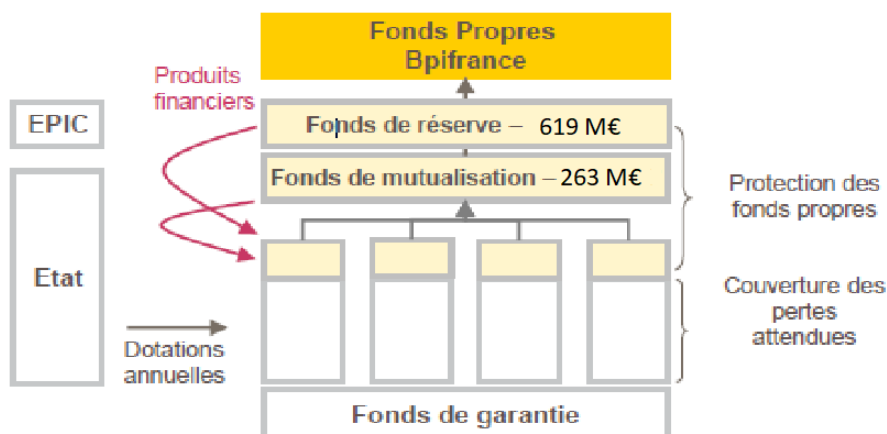 Fonds Propres
Bpifrance
Produits
financiers
EPIC
Fonds de réserve – 619 M€
Fonds de mutualisation – 263 M€
Protection des
fonds propres
Etat
Couverture des
pertes
attendues
Dotations
annuelles
Fonds de garantie